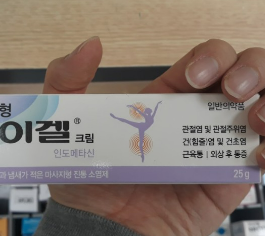 형
이겔® 크림
인도메타신
냄새가 적은 마사지봉 진통 소염제
일반의약품
관절염 및 관절주위염
건(힘줄)염 및 건초염
근육통 | 외상 후 통증
25 g